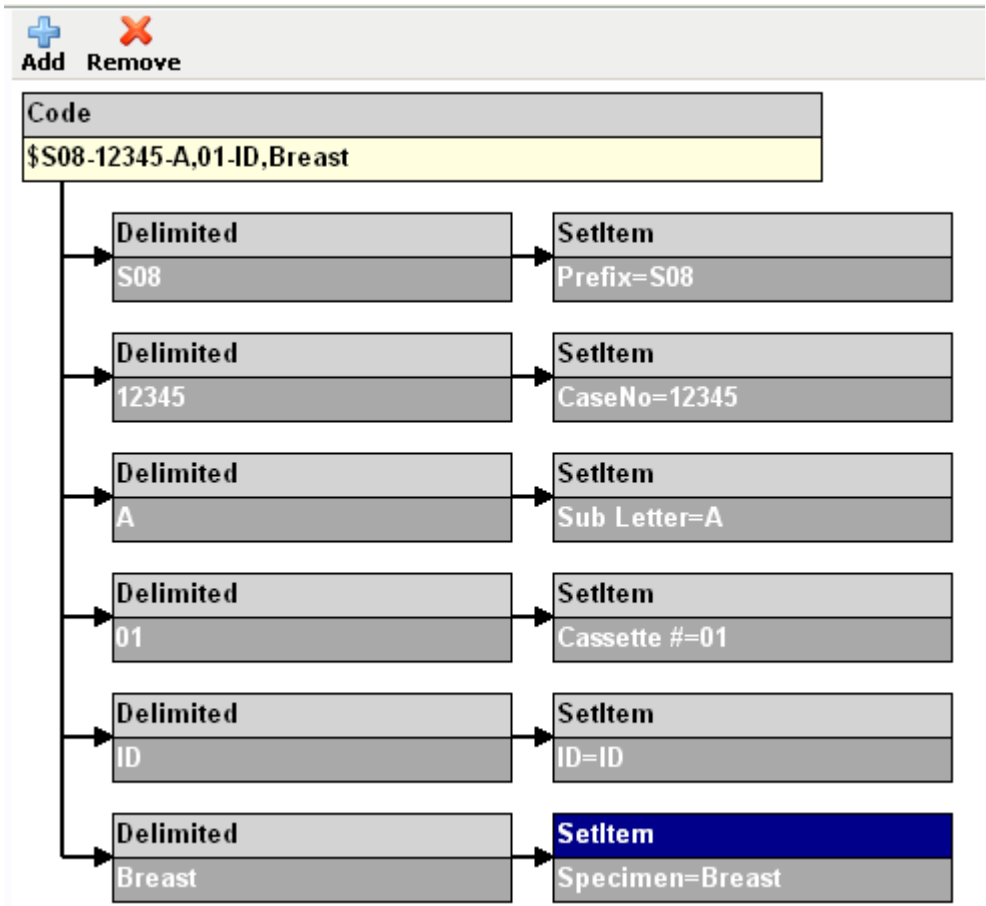 Add Remove
Code
$S08-12345-A,01-ID,Breast
Delimited SetItem
S08 Prefix=S08
Delimited SetItem
12345 CaseNo=12345
Delimited SetItem
A Sub Letter=A
Delimited SetItem
01 Cassette #=01
Delimited SetItem
ID ID=ID
Delimited SetItem
Breast Specimen=Breast